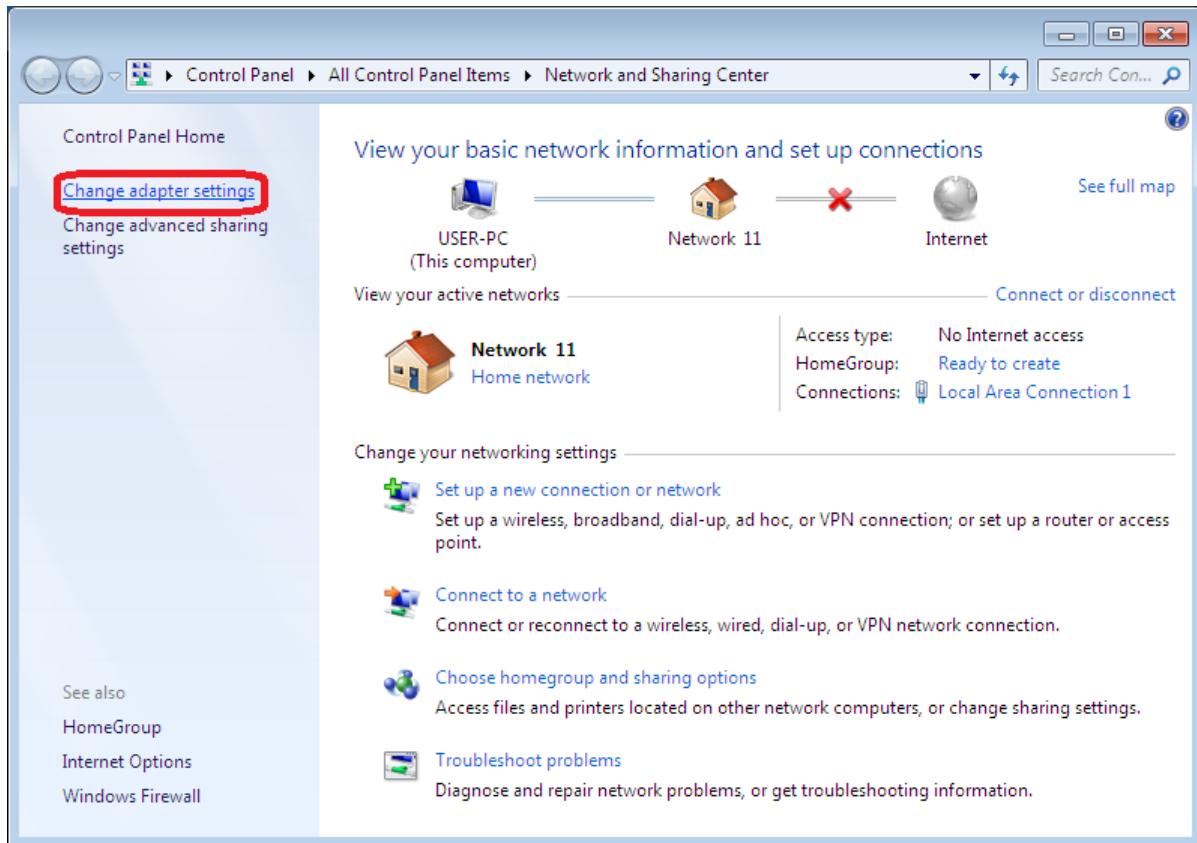 Control Panel ▸ All Control Panel Items ▸ Network and Sharing Center
Search Con...
Control Panel Home
Change adapter settings
Change advanced sharing
settings
See also
HomeGroup
Internet Options
Windows Firewall
View your basic network information and set up connections
See full map
USER-PC
(This computer)
Network 11
Internet
View your active networks
Connect or disconnect
Network 11
Home network
Access type: No Internet access
HomeGroup: Ready to create
Connections: Local Area Connection 1
Change your networking settings
Set up a new connection or network
Set up a wireless, broadband, dial-up, ad hoc, or VPN connection; or set up a router or access
point.
Connect to a network
Connect or reconnect to a wireless, wired, dial-up, or VPN network connection.
Choose homegroup and sharing options
Access files and printers located on other network computers, or change sharing settings.
Troubleshoot problems
Diagnose and repair network problems, or get troubleshooting information.